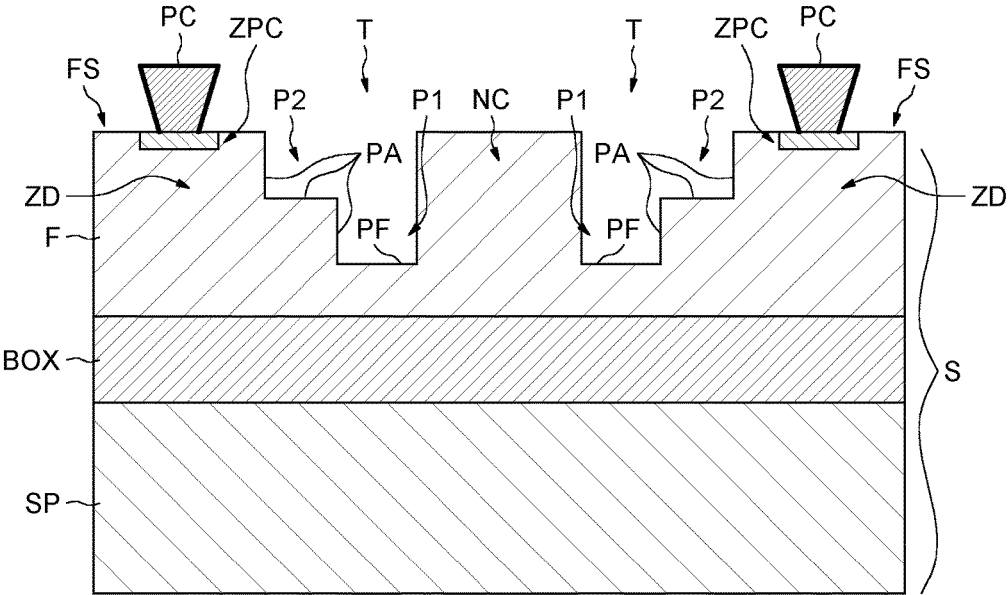 PC ZPC T T ZPC PC
FS FS
P2 P1 NC P1 P2
PA PA
ZD ZD
F PF PF
BOX S
SP